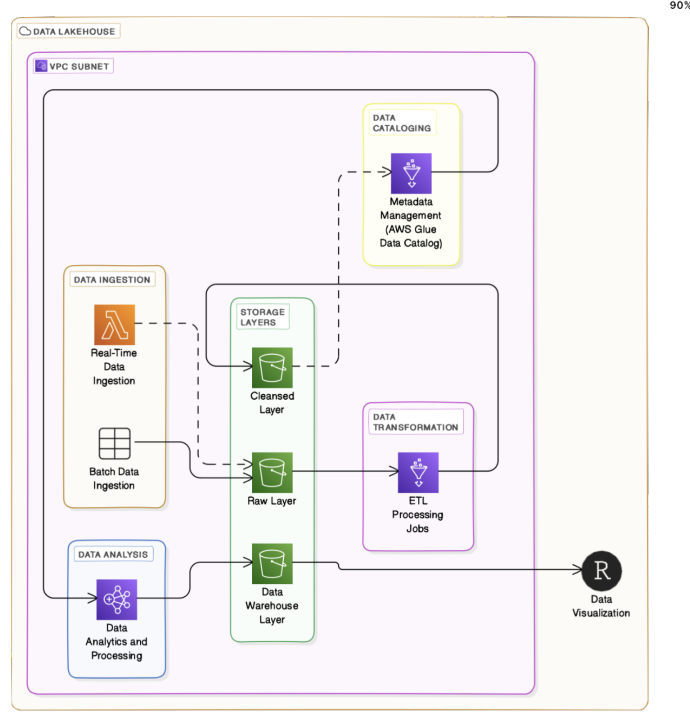 90%
DATA LAKEHOUSE
VPC SUBNET
DATA
CATALOGING
Metadata
Management
(AWS Glue
Data Catalog)
DATA INGESTION
Real-Time
Data
Ingestion
Batch Data
Ingestion
STORAGE
LAYERS
Cleansed
Layer
Raw Layer
Data
Warehouse
Layer
DATA
TRANSFORMATION
ETL
Processing
Jobs
DATA ANALYSIS
Data
Analytics and
Processing
R
Data
Visualization